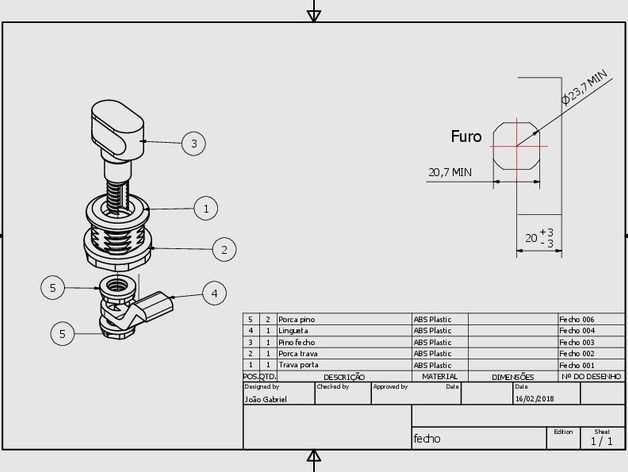 3
1
2
5
4
5
Furo
Ø23,7 MIN
20,7 MIN
20 +3 -3
5 2 Porca pino ABS Plastic Fecho 006
4 1 Lingueta ABS Plastic Fecho 004
3 1 Pino fecho ABS Plastic Fecho 003
2 1 Porca trava ABS Plastic Fecho 002
1 1 Trava porta ABS Plastic Fecho 001
POS. QTD. DESCRIÇÃO MATERIAL DIMENSÕES Nº DO DESENHO
Designed by Checked by Approved by Date Date
João Gabriel 16/02/2018
fecho Edition Sheet
1 / 1